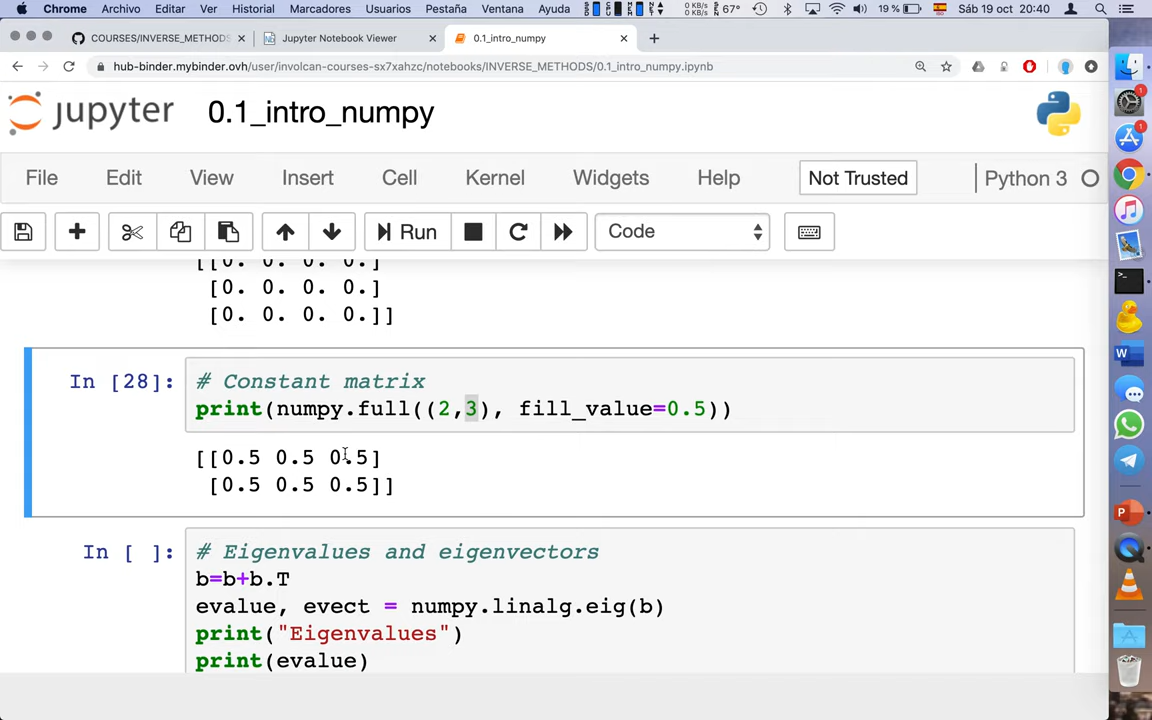 Chrome Archivo Editar Ver Historial Marcadores Usuarios Pestaña Ventana Ayuda 67° 19 % Sáb 19 oct 20:40
COURSES/INVERSE_METHODS Jupyter Notebook Viewer 0.1_intro_numpy
hub-binder.mybinder.ovh/user/involcan-courses-sx7xahzc/notebooks/INVERSE_METHODS/0.1_intro_numpy.ipynb
jupyter 0.1_intro_numpy
File Edit View Insert Cell Kernel Widgets Help Not Trusted Python 3
Run Code
[[0. 0. 0. 0.]
[0. 0. 0. 0.]
[0. 0. 0. 0.]]
In [28]: # Constant matrix
print(numpy.full((2,3), fill_value=0.5))
[[0.5 0.5 0.5]
[0.5 0.5 0.5]]
In [ ]: # Eigenvalues and eigenvectors
b=b+b.T
evalue, evect = numpy.linalg.eig(b)
print("Eigenvalues")
print(evalue)